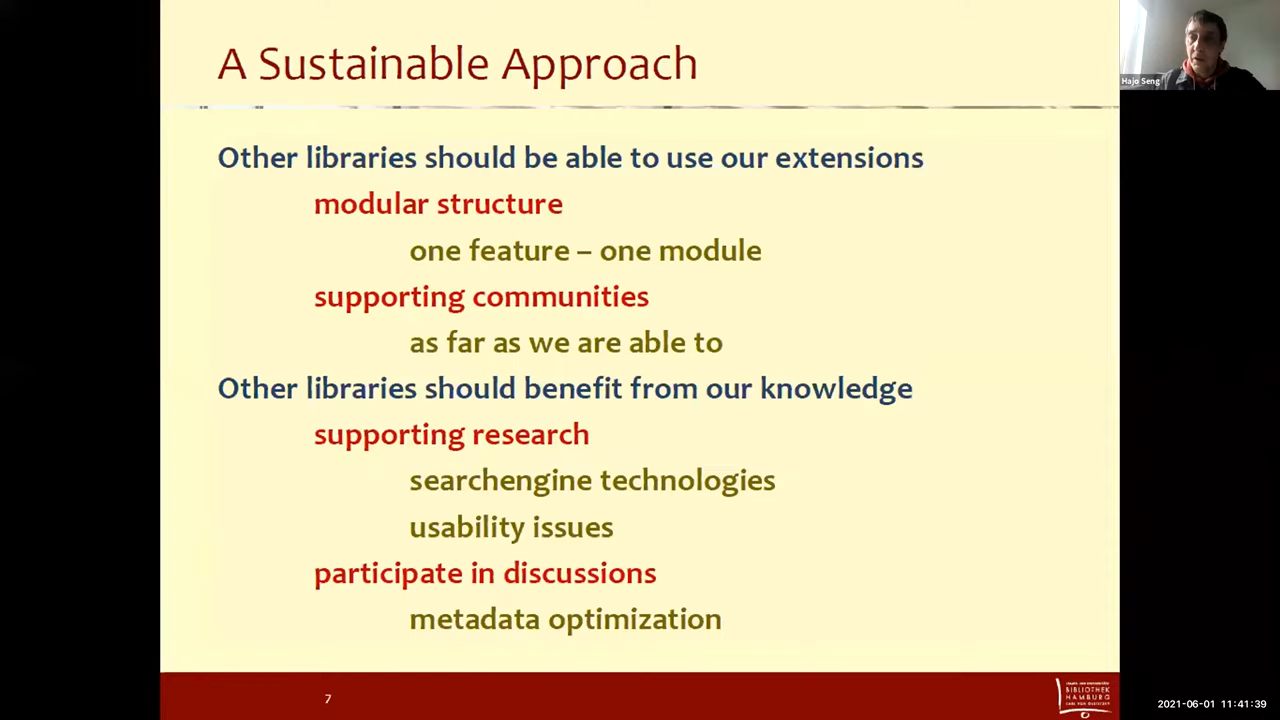 A Sustainable Approach
Hajo Seng
Other libraries should be able to use our extensions
modular structure
one feature – one module
supporting communities
as far as we are able to
Other libraries should benefit from our knowledge
supporting research
searchengine technologies
usability issues
participate in discussions
metadata optimization
7
BIBLIOTHEK
HAMBURG
2021-06-01 11:41:39